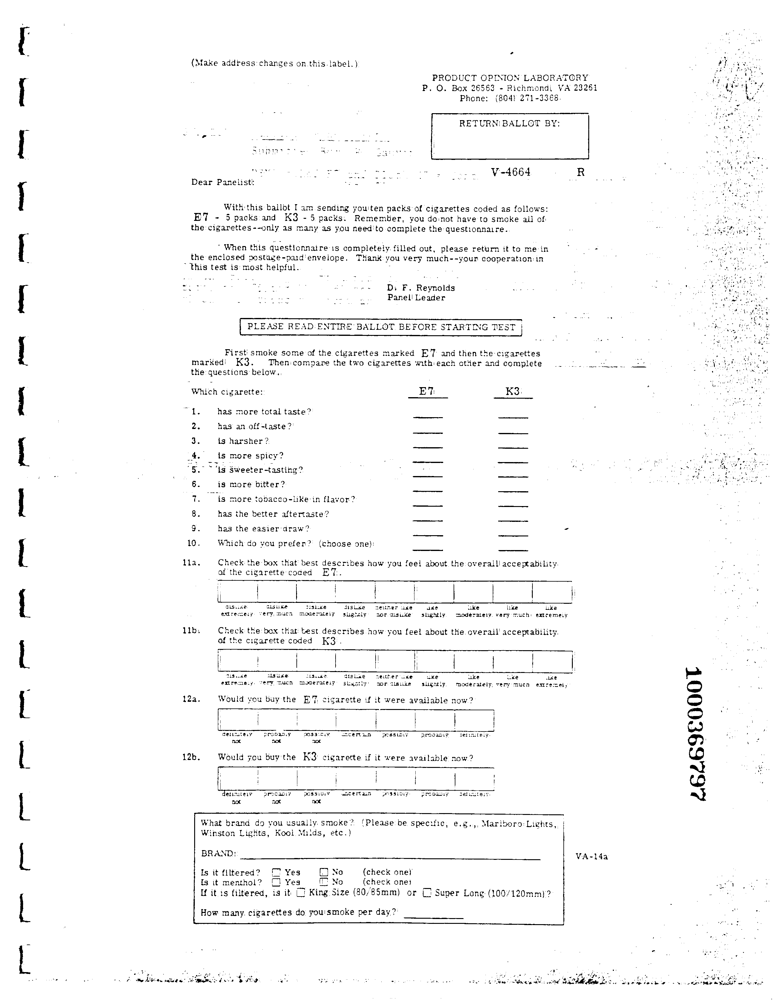 (Make address changes on this label.)
PRODUCT OPINION LABORATORY
P. O. Box 26563 - Richmond, VA 23261
Phone: (804) 271-3368
RETURN BALLOT BY:
V-4664 R
Dear Panelist:
With this ballot I am sending you ten packs of cigarettes coded as follows:
E7 - 5 packs and K3 - 5 packs. Remember, you do not have to smoke all of
the cigarettes--only as many as you need to complete the questionnaire.
When this questionnaire is completely filled out, please return it to me in
the enclosed postage-paid envelope. Thank you very much--your cooperation in
this test is most helpful.
D. F. Reynolds
Panel Leader
PLEASE READ ENTIRE BALLOT BEFORE STARTING TEST
First smoke some of the cigarettes marked E7 and then the cigarettes
marked K3. Then compare the two cigarettes with each other and complete
the questions below.
Which cigarette: E7 K3
1. has more total taste?
2. has an off-taste?
3. is harsher?
4. is more spicy?
5. is sweeter-tasting?
6. is more bitter?
7. is more tobacco-like in flavor?
8. has the better aftertaste?
9. has the easier draw?
10. Which do you prefer? (choose one)
11a. Check the box that best describes how you feel about the overall acceptability
of the cigarette coded E7.
dislike dislike dislike dislike neither like like like like like
extremely very much moderately slightly nor dislike slightly moderately very much extremely
11b. Check the box that best describes how you feel about the overall acceptability
of the cigarette coded K3.
dislike dislike dislike dislike neither like like like like like
extremely very much moderately slightly nor dislike slightly moderately very much extremely
12a. Would you buy the E7 cigarette if it were available now?
definitely probably possibly uncertain possibly probably definitely
not not not
12b. Would you buy the K3 cigarette if it were available now?
definitely probably possibly uncertain possibly probably definitely
not not not
What brand do you usually smoke? (Please be specific, e.g., Marlboro Lights,
Winston Lights, Kool Milds, etc.)
BRAND:
Is it filtered? Yes No (check one)
Is it menthol? Yes No (check one)
If it is filtered, is it King Size (80/85mm) or Super Long (100/120mm)?
How many cigarettes do you smoke per day?
VA-14a
1000369797